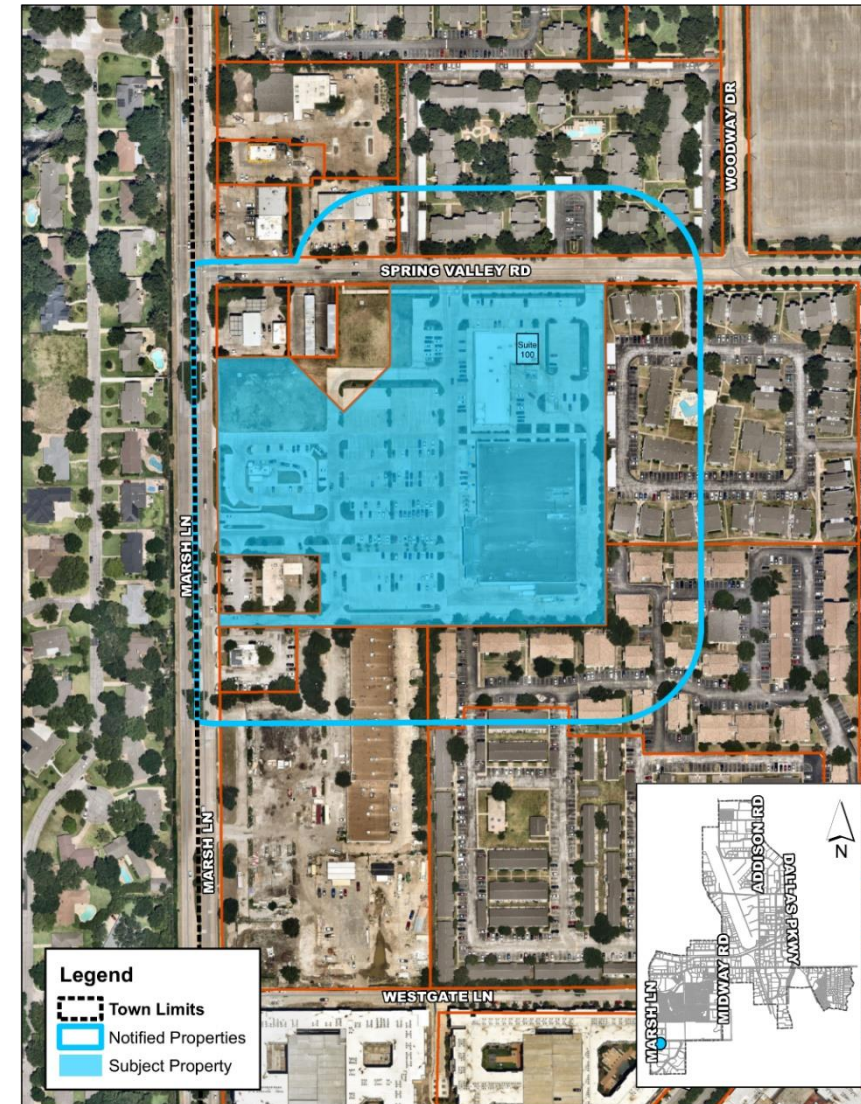 WOODWAY DR
SPRING VALLEY RD
Suite
100
MARSH LN
MARSH LN
WESTGATE LN
Legend
Town Limits
Notified Properties
Subject Property
ADDISON RD
DALLAS PKWY
MIDWAY RD
MARSH LN
N